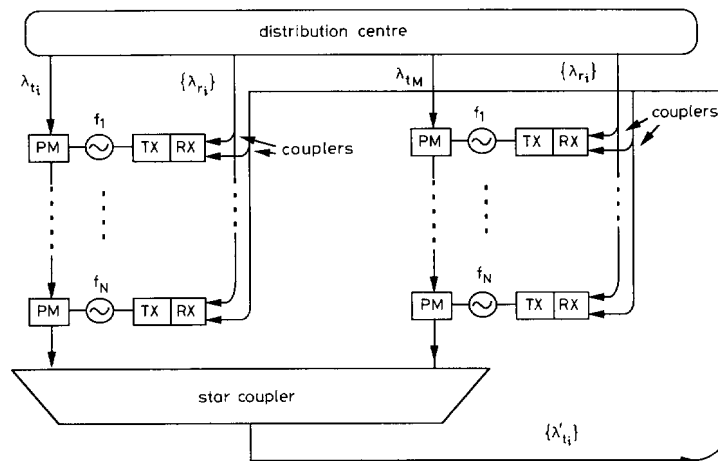 distribution centre
λti {λri} λtM {λri}
f1 f1
couplers
PM TX RX PM TX RX
couplers
fN fN
PM TX RX PM TX RX
star coupler
{λ'ti}